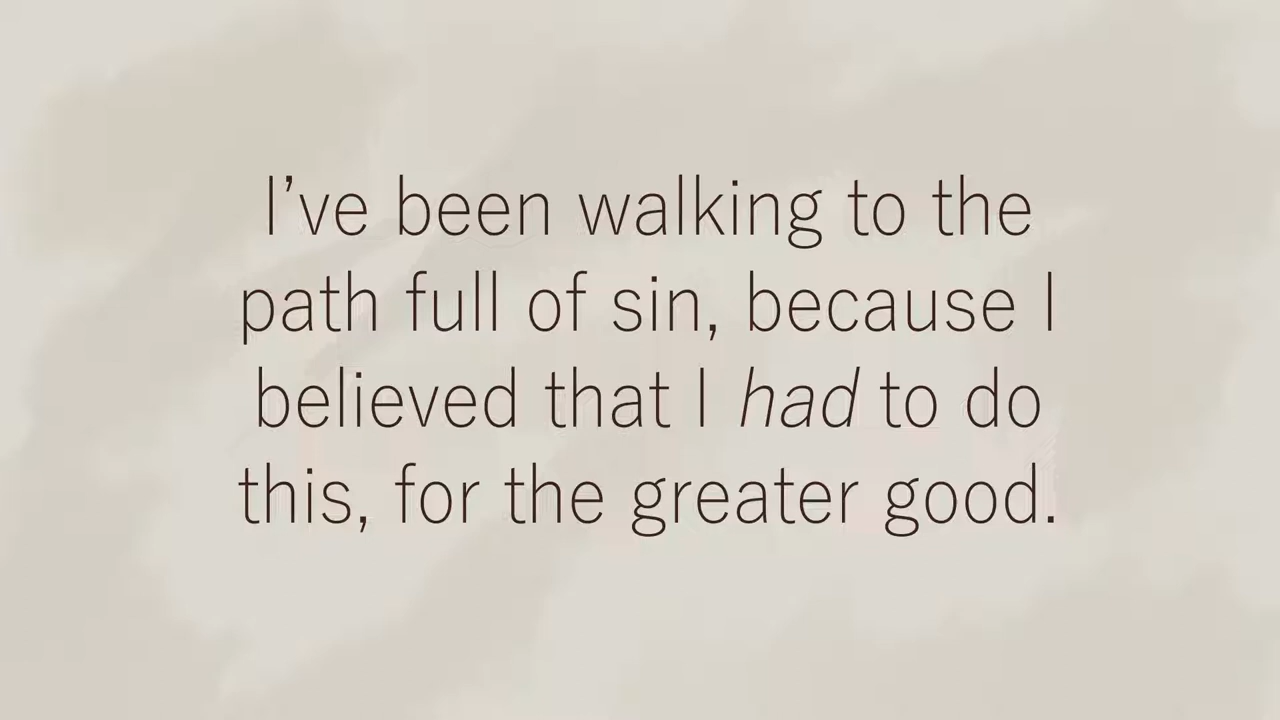 I’ve been walking to the
path full of sin, because I
believed that I had to do
this, for the greater good.